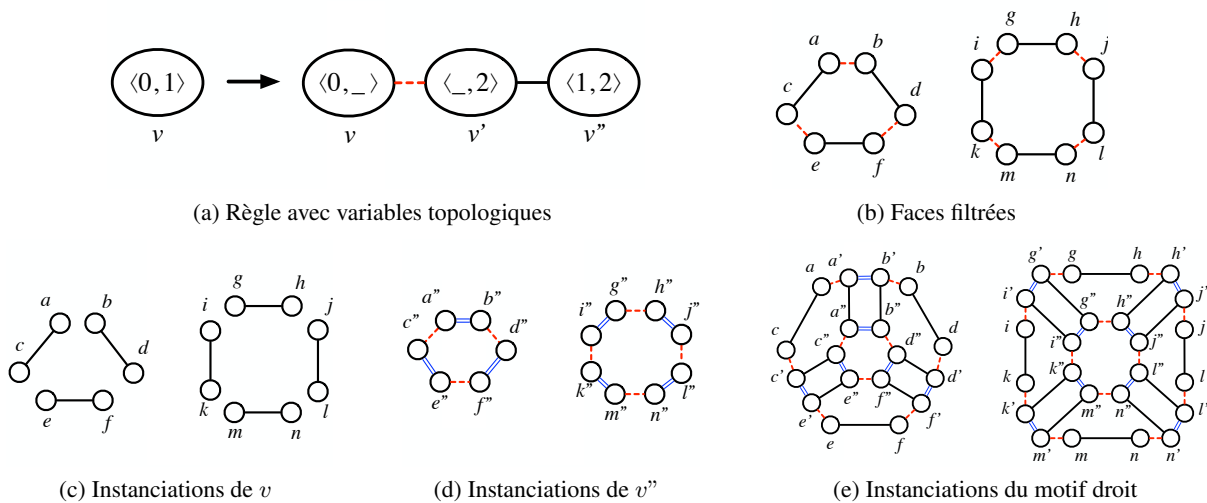 ⟨0, 1⟩ ⟨0, _⟩ ⟨_, 2⟩ ⟨1, 2⟩
v v v' v''
(a) Règle avec variables topologiques
a b
c d
e f
g h
i j
k l
m n
(b) Faces filtrées
a b
c d
e f
g h
i j
k l
m n
(c) Instanciations de v
a'' b''
c'' d''
e'' f''
g'' h''
i'' j''
k'' l''
m'' n''
(d) Instanciations de v''
a a' b' b
a'' b''
c c'' d'' d
c' e'' f'' d'
e' f'
e f
g' g h h'
i' g'' h'' j'
i i'' j'' j
k k'' l'' l
k' m'' n'' l'
m' m n n'
(e) Instanciations du motif droit